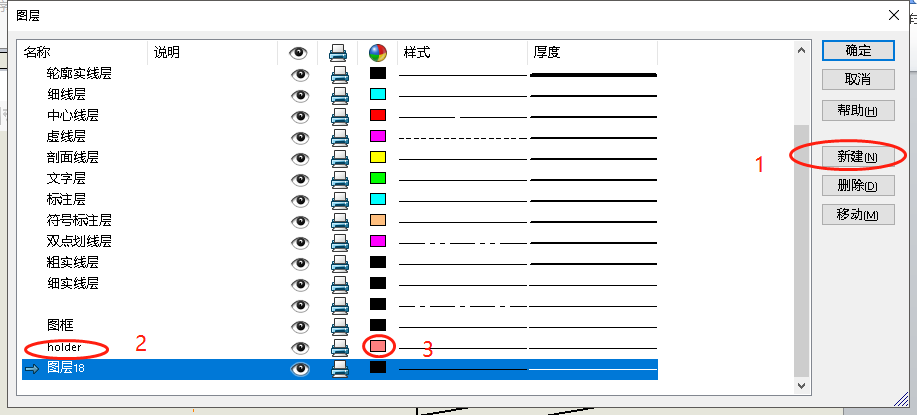 图层
名称 说明 样式 厚度
确定
轮廓实线层
取消
细线层
中心线层
帮助(H)
虚线层
剖面线层
1 新建(N)
文字层
删除(D)
标注层
移动(M)
符号标注层
双点划线层
粗实线层
细实线层
图框
holder 2 3
图层18